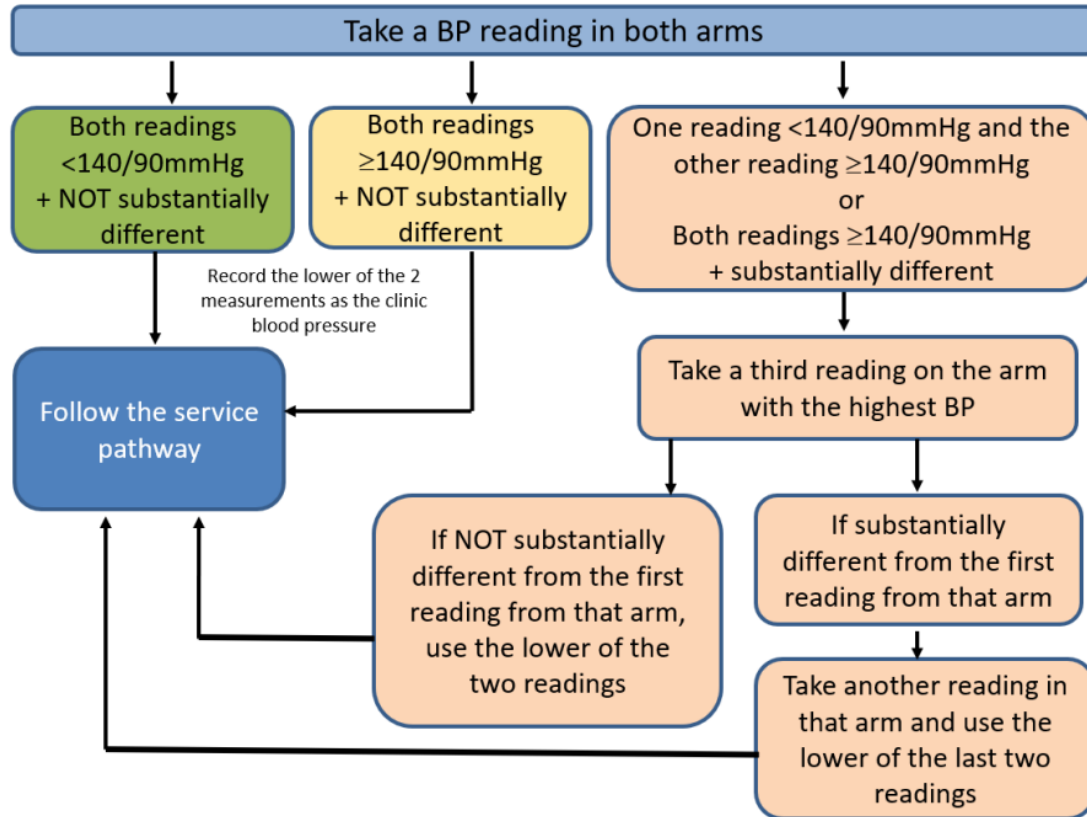 Take a BP reading in both arms
Both readings
<140/90mmHg
+ NOT substantially
different
Both readings
≥140/90mmHg
+ NOT substantially
different
One reading <140/90mmHg and the
other reading ≥140/90mmHg
or
Both readings ≥140/90mmHg
+ substantially different
Record the lower of the 2
measurements as the clinic
blood pressure
Follow the service
pathway
Take a third reading on the arm
with the highest BP
If NOT substantially
different from the first
reading from that arm,
use the lower of the
two readings
If substantially
different from the first
reading from that arm
Take another reading in
that arm and use the
lower of the last two
readings